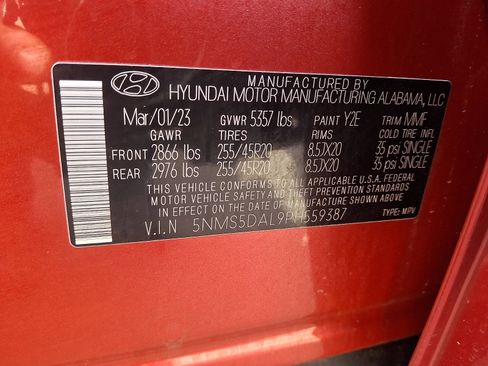 MANUFACTURED BY
HYUNDAI MOTOR MANUFACTURING ALABAMA, LLC
Mar/01/23 GVWR 5357 lbs PAINT Y2E TRIM MMF
GAWR TIRES RIMS COLD TIRE INFL.
FRONT 2866 lbs 255/45R20 8.5JX20 35 psi SINGLE
REAR 2976 lbs 255/45R20 8.5JX20 35 psi SINGLE
THIS VEHICLE CONFORMS TO ALL APPLICABLE U.S.A. FEDERAL
MOTOR VEHICLE SAFETY AND THEFT PREVENTION STANDARDS
IN EFFECT ON THE DATE OF MANUFACTURE SHOWN ABOVE.
V.I.N 5NMS5DAL9PH559387 TYPE: MPV